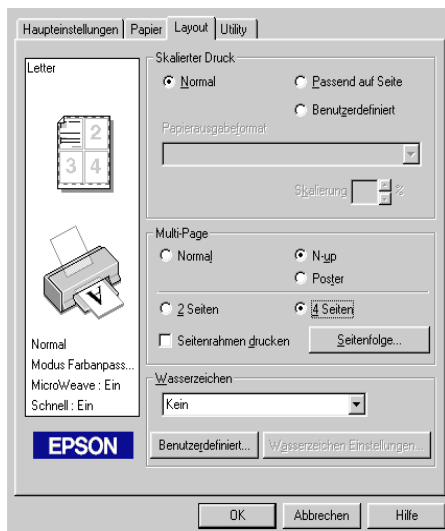 Haupteinstellungen Papier Layout Utility
Letter
2
3 4
A
Normal
Modus Farbanpass...
MicroWeave : Ein
Schnell : Ein
EPSON
Skalierter Druck
Normal Passend auf Seite
Benutzerdefiniert
Papierausgabeformat
Skalierung %
Multi-Page
Normal N-up
Poster
2 Seiten 4 Seiten
Seitenrahmen drucken Seitenfolge...
Wasserzeichen
Kein
Benutzerdefiniert... Wasserzeichen Einstellungen...
OK Abbrechen Hilfe